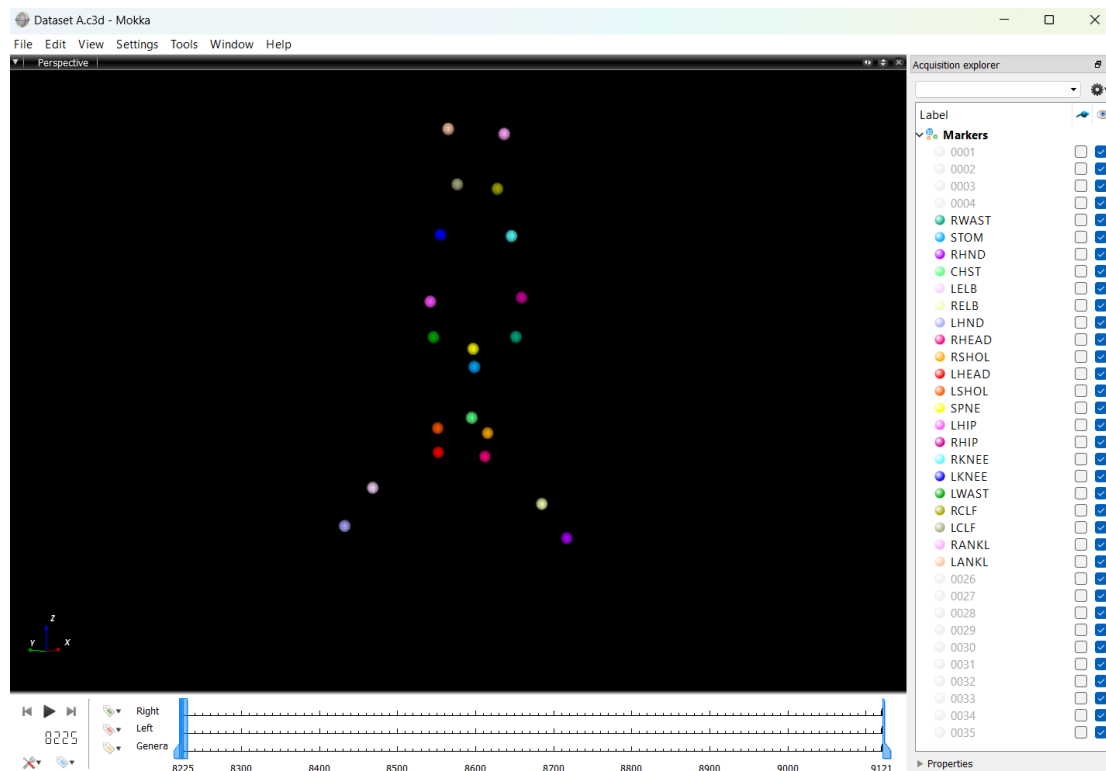 Dataset A.c3d - Mokka
File Edit View Settings Tools Window Help
Perspective
Acquisition explorer
Label
Markers
0001
0002
0003
0004
RWAST
STOM
RHND
CHST
LELB
RELB
LHND
RHEAD
RSHOL
LHEAD
LSHOL
SPNE
LHIP
RHIP
RKNEE
LKNEE
LWAST
RCLF
LCLF
RANKL
LANKL
0026
0027
0028
0029
0030
0031
0032
0033
0034
0035
Z
Y X
Right
Left
Genera
8225
8225 8300 8400 8500 8600 8700 8800 8900 9000 9121
Properties